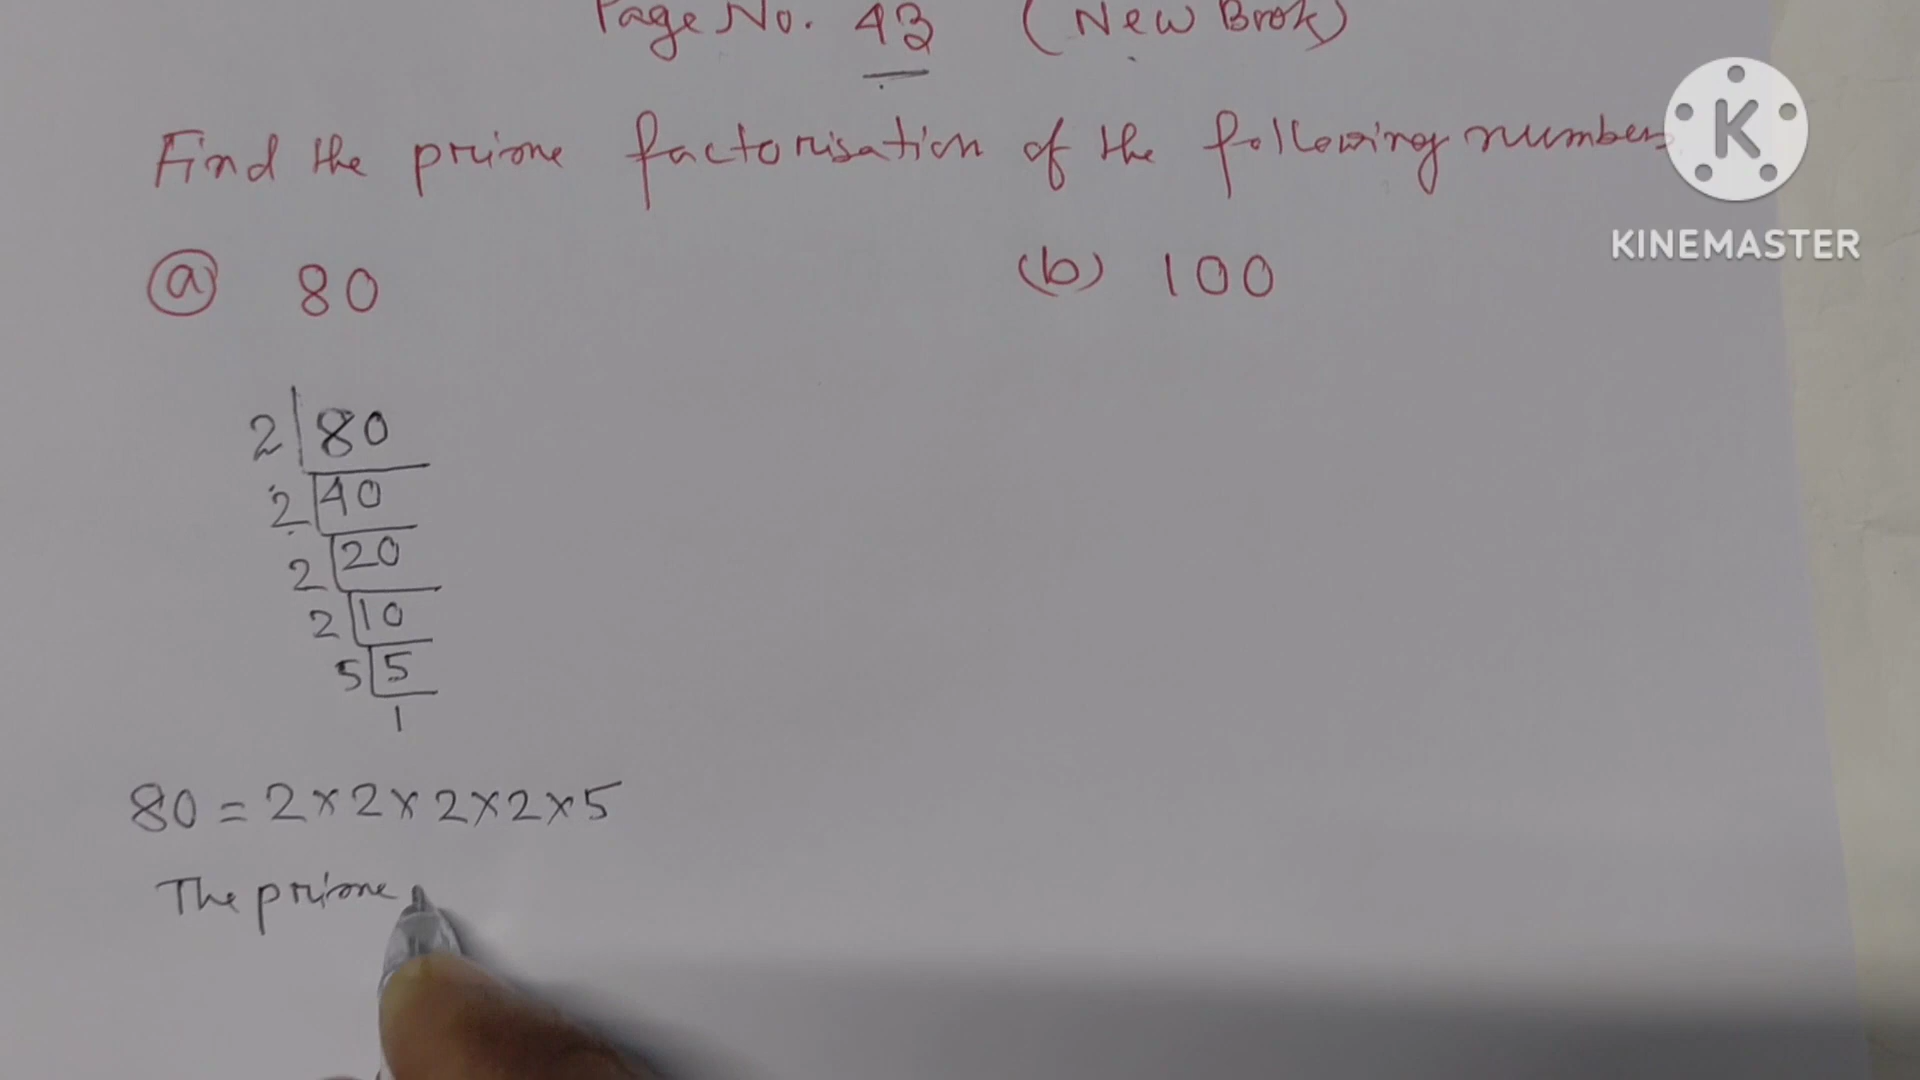 Page No. 43 (New Book)
Find the prime factorisation of the following numbers
K
KINEMASTER
(a) 80 (b) 100
2 | 80
2 | 40
2 | 20
2 | 10
5 | 5
1
80 = 2 × 2 × 2 × 2 × 5
The prime